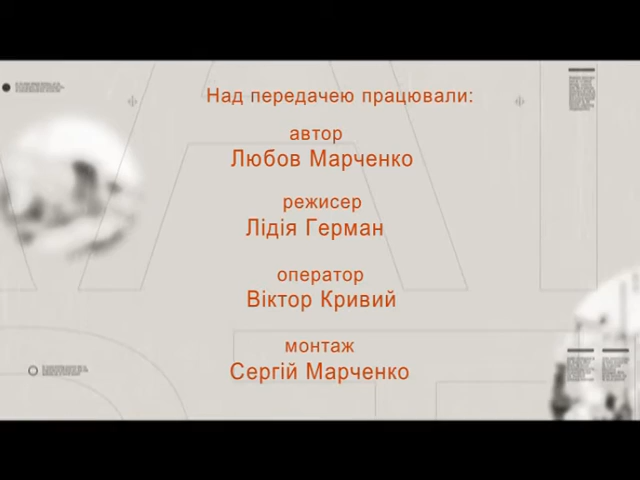 Над передачею працювали:
автор
Любов Марченко
режисер
Лідія Герман
оператор
Віктор Кривий
монтаж
Сергій Марченко